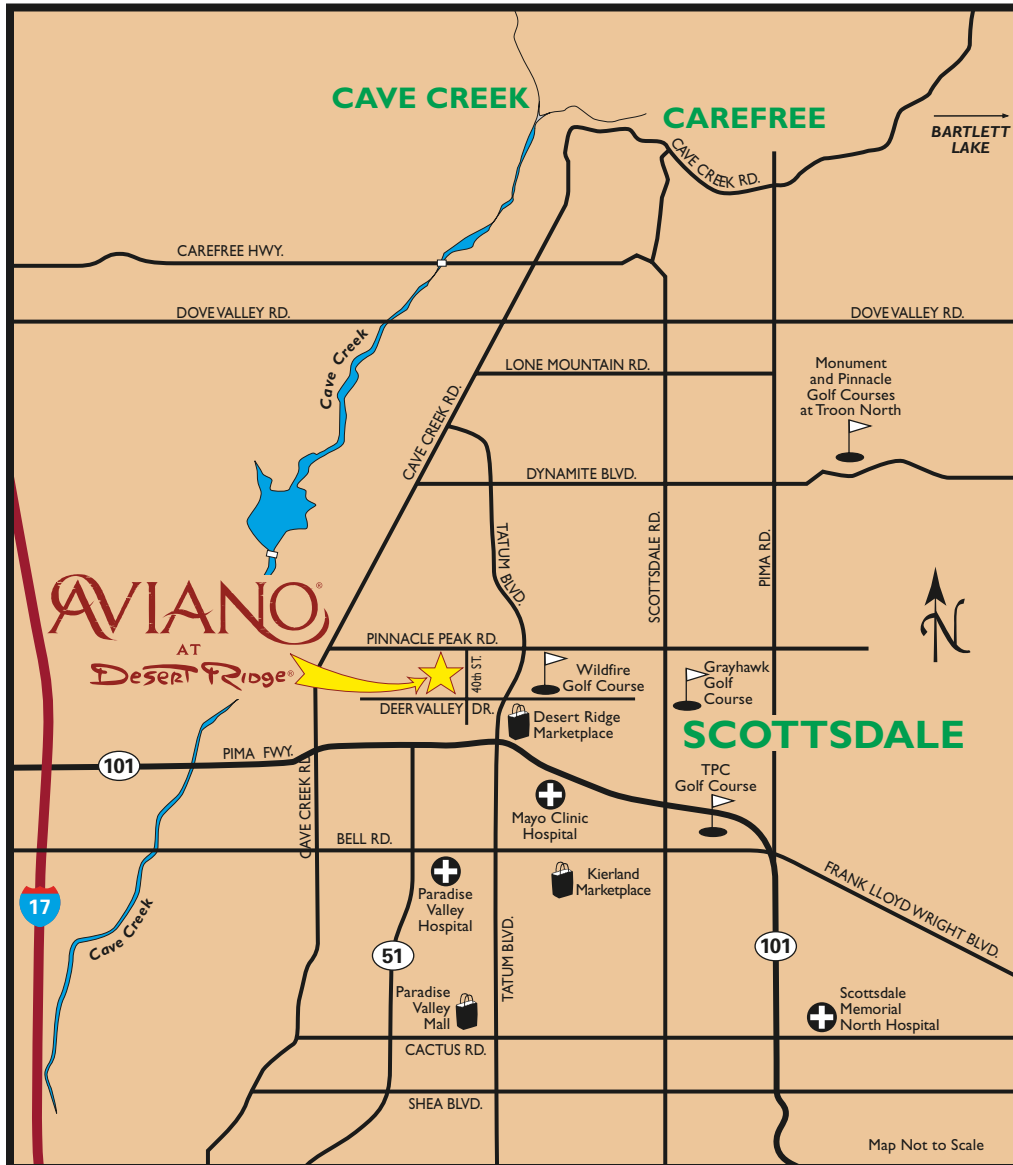 CAVE CREEK
CAREFREE
BARTLETT
LAKE
CAVE CREEK RD.
CAREFREE HWY.
DOVE VALLEY RD.
DOVE VALLEY RD.
Cave Creek
LONE MOUNTAIN RD.
Monument
and Pinnacle
Golf Courses
at Troon North
CAVE CREEK RD.
DYNAMITE BLVD.
TATUM BLVD.
SCOTTSDALE RD.
PIMA RD.
N
AVIANO®
AT
Desert Ridge®
PINNACLE PEAK RD.
40th ST.
Wildfire
Golf Course
Grayhawk
Golf
Course
DEER VALLEY DR.
Desert Ridge
Marketplace
SCOTTSDALE
PIMA FWY.
101
CAVE CREEK RD.
TPC
Golf Course
Mayo Clinic
Hospital
BELL RD.
Paradise
Valley
Hospital
Kierland
Marketplace
FRANK LLOYD WRIGHT BLVD.
17
Cave Creek
51
TATUM BLVD.
101
Paradise
Valley
Mall
Scottsdale
Memorial
North Hospital
CACTUS RD.
SHEA BLVD.
Map Not to Scale